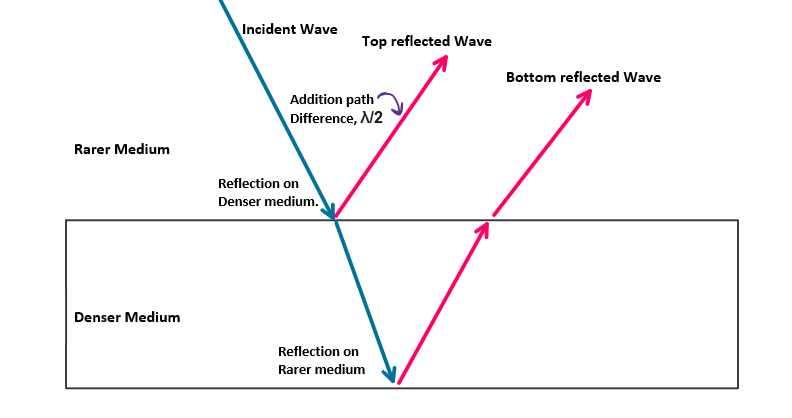 Incident Wave
Top reflected Wave
Bottom reflected Wave
Addition path
Difference, λ/2
Rarer Medium
Reflection on
Denser medium.
Denser Medium
Reflection on
Rarer medium